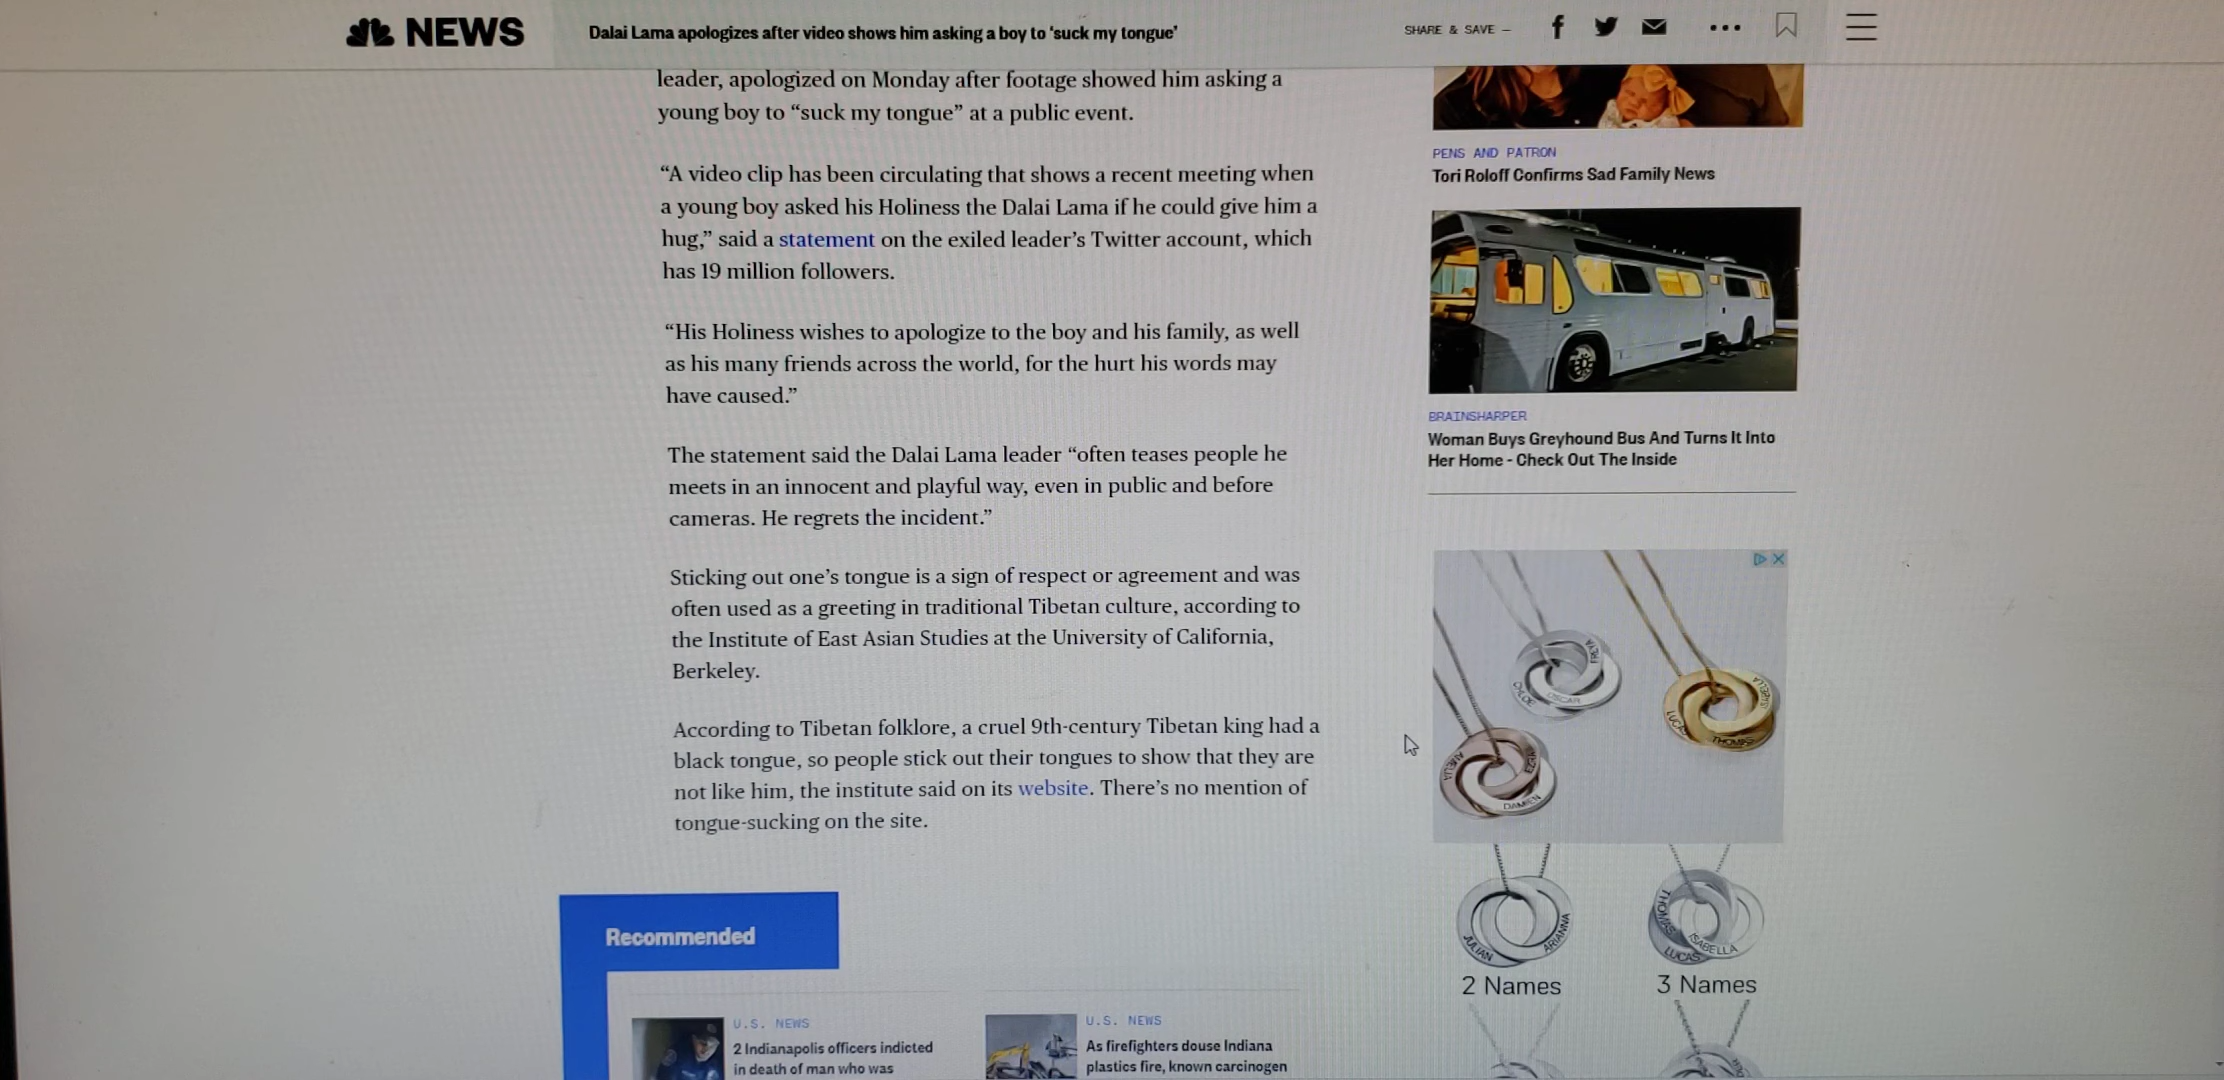 NEWS
Dalai Lama apologizes after video shows him asking a boy to 'suck my tongue'
SHARE & SAVE —
leader, apologized on Monday after footage showed him asking a
young boy to “suck my tongue” at a public event.
“A video clip has been circulating that shows a recent meeting when
a young boy asked his Holiness the Dalai Lama if he could give him a
hug,” said a statement on the exiled leader’s Twitter account, which
has 19 million followers.
“His Holiness wishes to apologize to the boy and his family, as well
as his many friends across the world, for the hurt his words may
have caused.”
The statement said the Dalai Lama leader “often teases people he
meets in an innocent and playful way, even in public and before
cameras. He regrets the incident.”
Sticking out one’s tongue is a sign of respect or agreement and was
often used as a greeting in traditional Tibetan culture, according to
the Institute of East Asian Studies at the University of California,
Berkeley.
According to Tibetan folklore, a cruel 9th-century Tibetan king had a
black tongue, so people stick out their tongues to show that they are
not like him, the institute said on its website. There’s no mention of
tongue-sucking on the site.
Recommended
U.S. NEWS
2 Indianapolis officers indicted
in death of man who was
U.S. NEWS
As firefighters douse Indiana
plastics fire, known carcinogen
PENS AND PATRON
Tori Roloff Confirms Sad Family News
BRAINSHARPER
Woman Buys Greyhound Bus And Turns It Into
Her Home - Check Out The Inside
CHLOE
OSCAR
FREYA
LUCAS
THOMAS
AMELIA
DAMIEN
EZRA
JULIAN
ARIANNA
THOMAS
LUCAS
ISABELLA
2 Names
3 Names